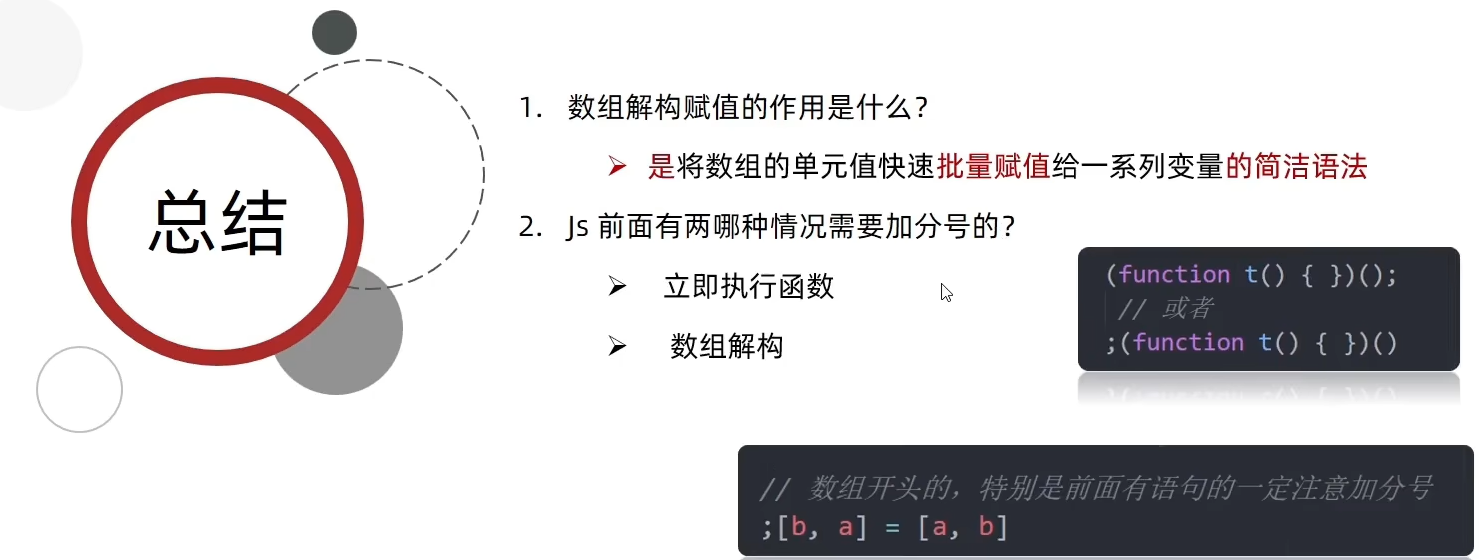 总结
1. 数组解构赋值的作用是什么？
➢ 是将数组的单元值快速批量赋值给一系列变量的简洁语法
2. Js 前面有两哪种情况需要加分号的？
➢ 立即执行函数
➢ 数组解构
(function t() { })();
// 或者
;(function t() { })()
// 数组开头的，特别是前面有语句的一定注意加分号
;[b, a] = [a, b]